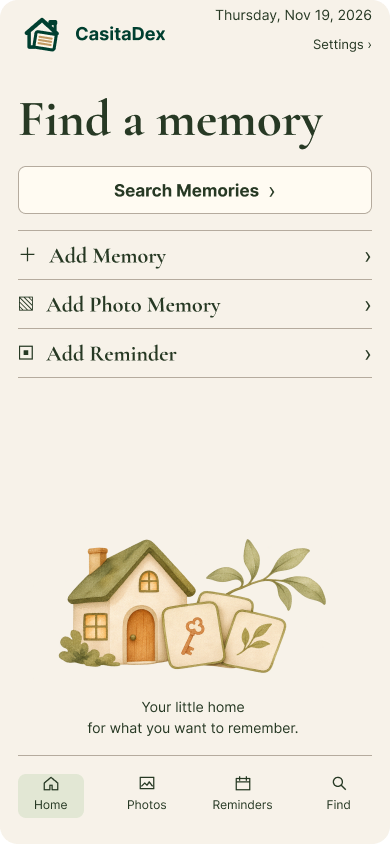 CasitaDex
Thursday, Nov 19, 2026
Settings ›
Find a memory
Search Memories ›
Add Memory ›
Add Photo Memory ›
Add Reminder ›
Your little home
for what you want to remember.
Home
Photos
Reminders
Find